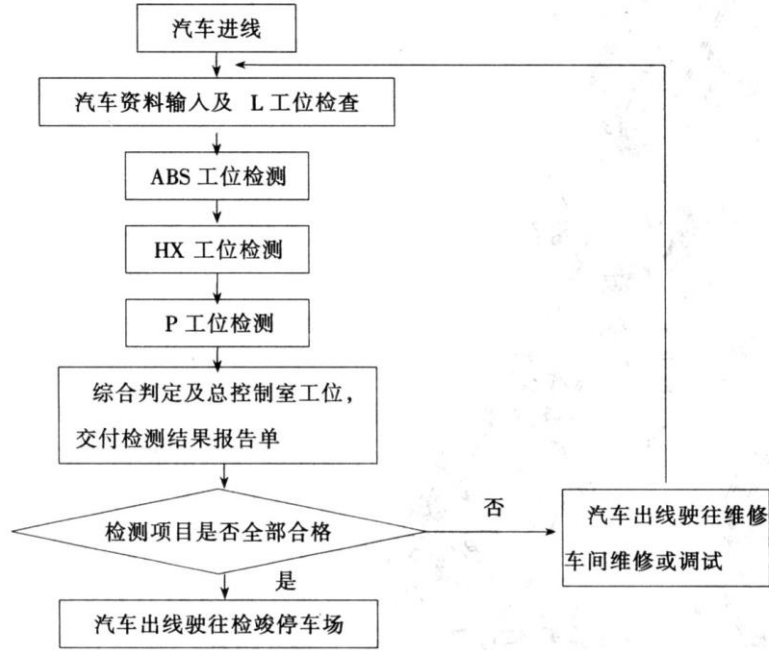 汽车进线
汽车资料输入及 L 工位检查
ABS 工位检测
HX 工位检测
P 工位检测
综合判定及总控制室工位，
交付检测结果报告单
检测项目是否全部合格
否
汽车出线驶往维修
车间维修或调试
是
汽车出线驶往检竣停车场